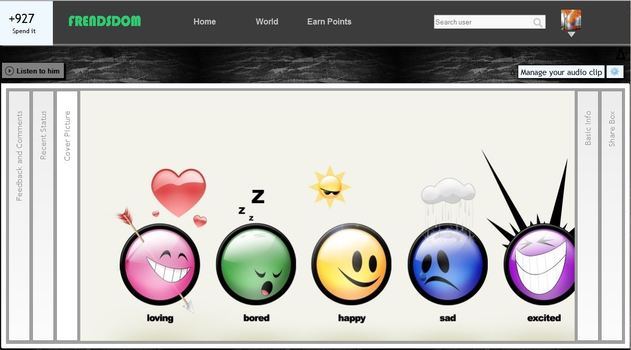 +927
Spend it
FRENDSDOM
Home
World
Earn Points
Search user
Listen to him
Manage your audio clip
Feedback and Comments
Recent Status
Cover Picture
Z
z
z
loving
bored
happy
sad
excited
Basic Info
Share Box